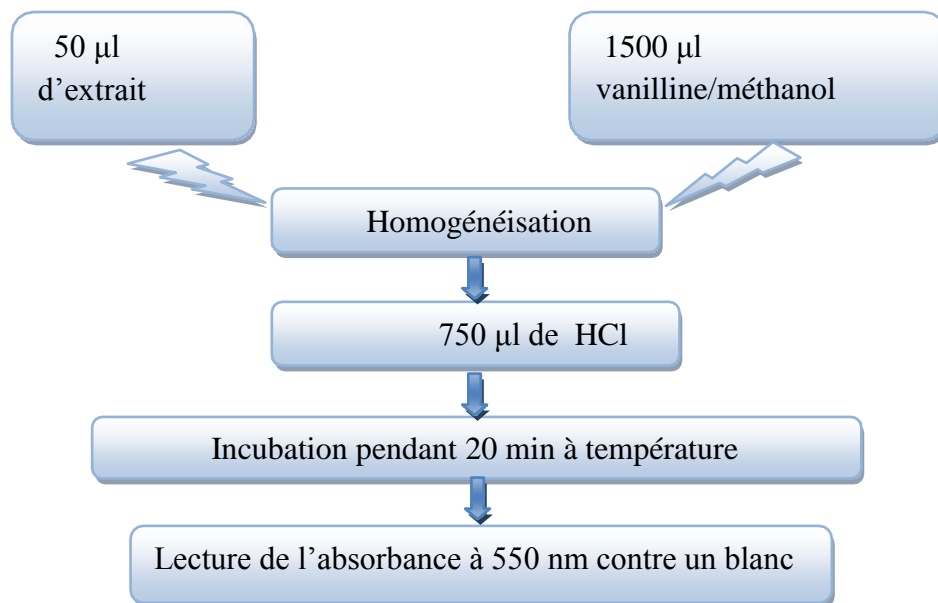 50 μl
d’extrait
1500 μl
vanilline/méthanol
Homogénéisation
750 μl de HCl
Incubation pendant 20 min à température
Lecture de l’absorbance à 550 nm contre un blanc